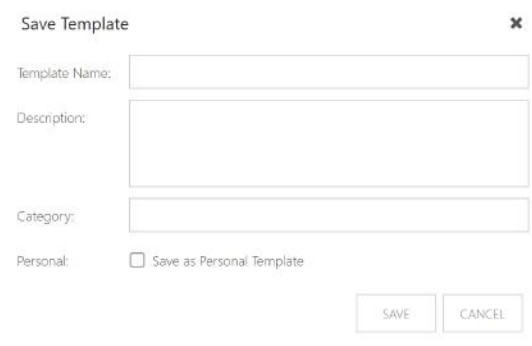 Save Template
Template Name:
Description:
Category:
Personal: Save as Personal Template
SAVE CANCEL